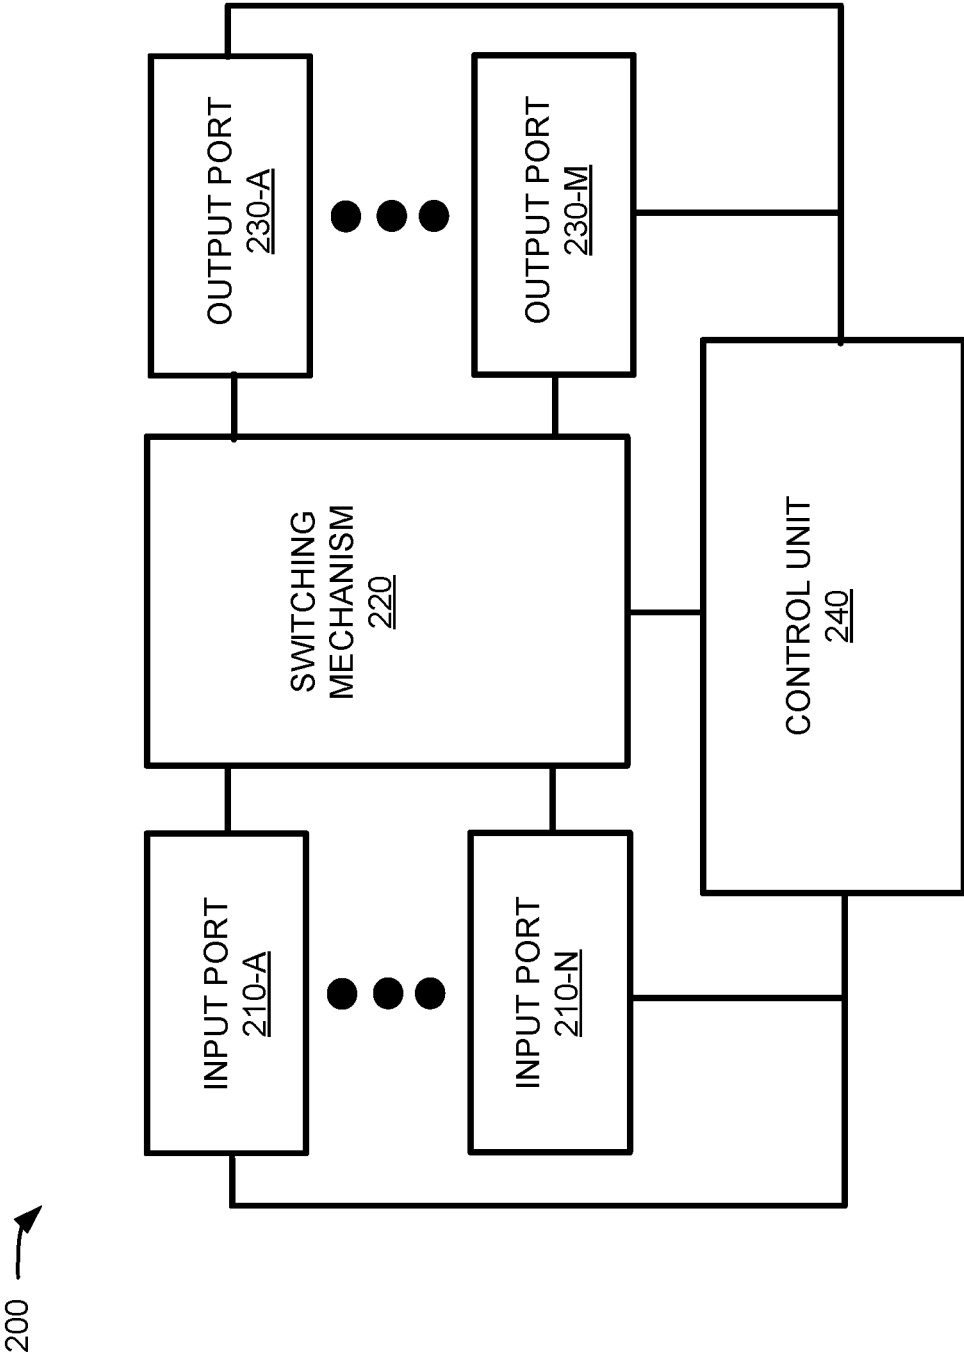 200
INPUT PORT
210-A
INPUT PORT
210-N
SWITCHING
MECHANISM
220
OUTPUT PORT
230-A
OUTPUT PORT
230-M
CONTROL UNIT
240